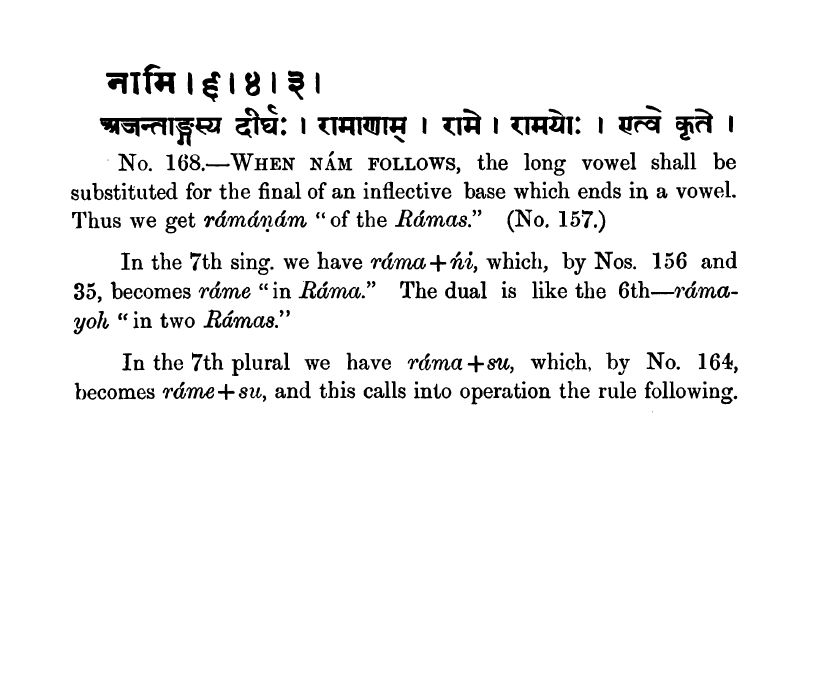 नामि । ६ । ४ । ३ ।
अजन्ताङ्गस्य दीर्घः । रामाणाम् । रामे । रामयोः । एत्वे कृते ।
No. 168.—WHEN NÁM FOLLOWS, the long vowel shall be
substituted for the final of an inflective base which ends in a vowel.
Thus we get rámáṇám "of the Rámas." (No. 157.)
In the 7th sing. we have ráma+ṅi, which, by Nos. 156 and
35, becomes ráme "in Ráma." The dual is like the 6th—ráma-
yoh "in two Rámas."
In the 7th plural we have ráma+su, which, by No. 164,
becomes ráme+su, and this calls into operation the rule following.